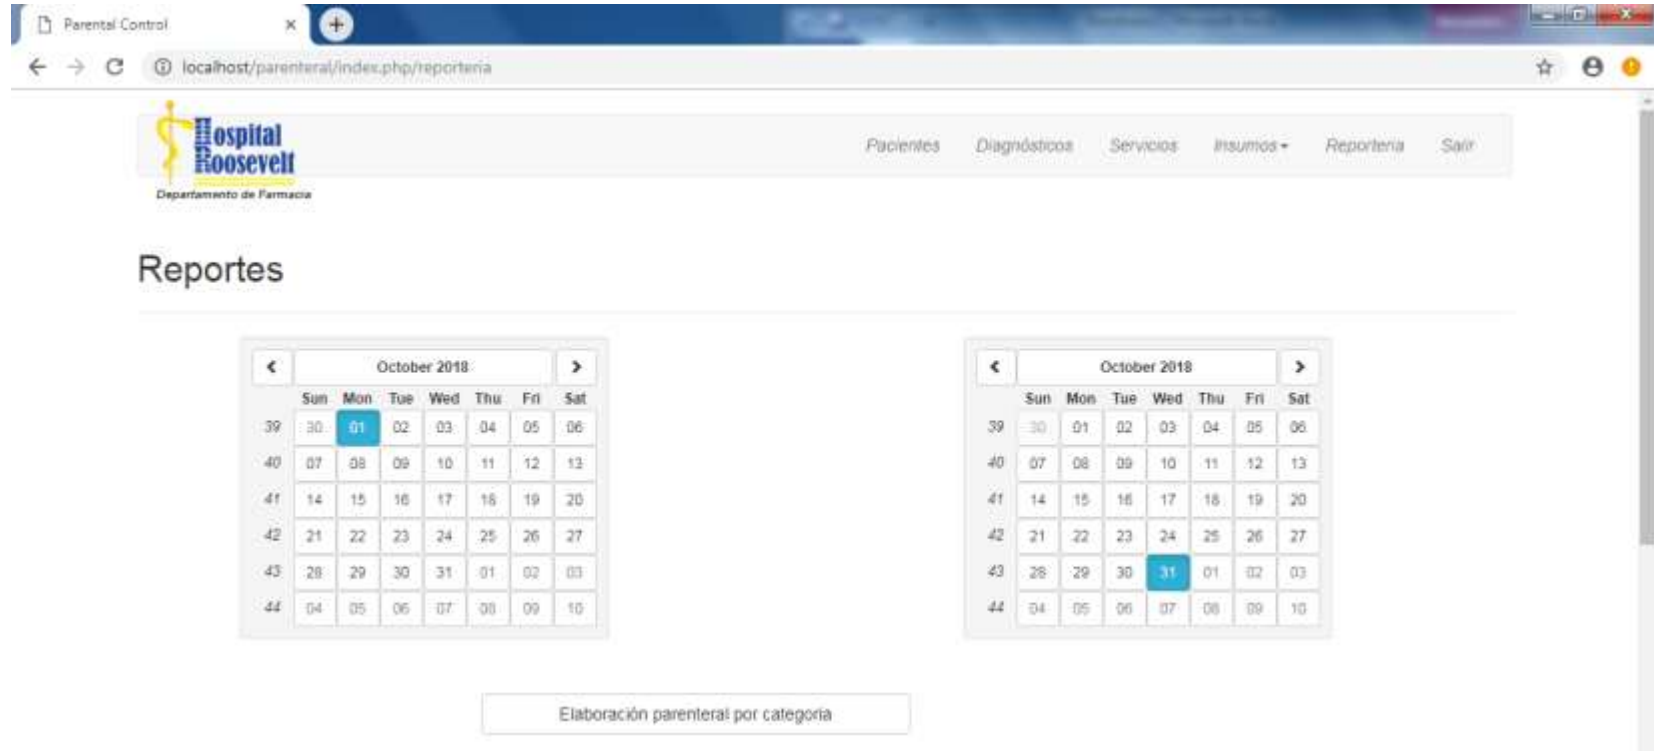 Parental Control
localhost/parenteral/index.php/reporteria
Hospital
Roosevelt
Departamento de Farmacia
Pacientes Diagnósticos Servicios Insumos Reporteria Salir
Reportes
October 2018
Sun Mon Tue Wed Thu Fri Sat
39 30 01 02 03 04 05 06
40 07 08 09 10 11 12 13
41 14 15 16 17 18 19 20
42 21 22 23 24 25 26 27
43 28 29 30 31 01 02 03
44 04 05 06 07 08 09 10
October 2018
Sun Mon Tue Wed Thu Fri Sat
39 30 01 02 03 04 05 06
40 07 08 09 10 11 12 13
41 14 15 16 17 18 19 20
42 21 22 23 24 25 26 27
43 28 29 30 31 01 02 03
44 04 05 06 07 08 09 10
Elaboración parenteral por categoria